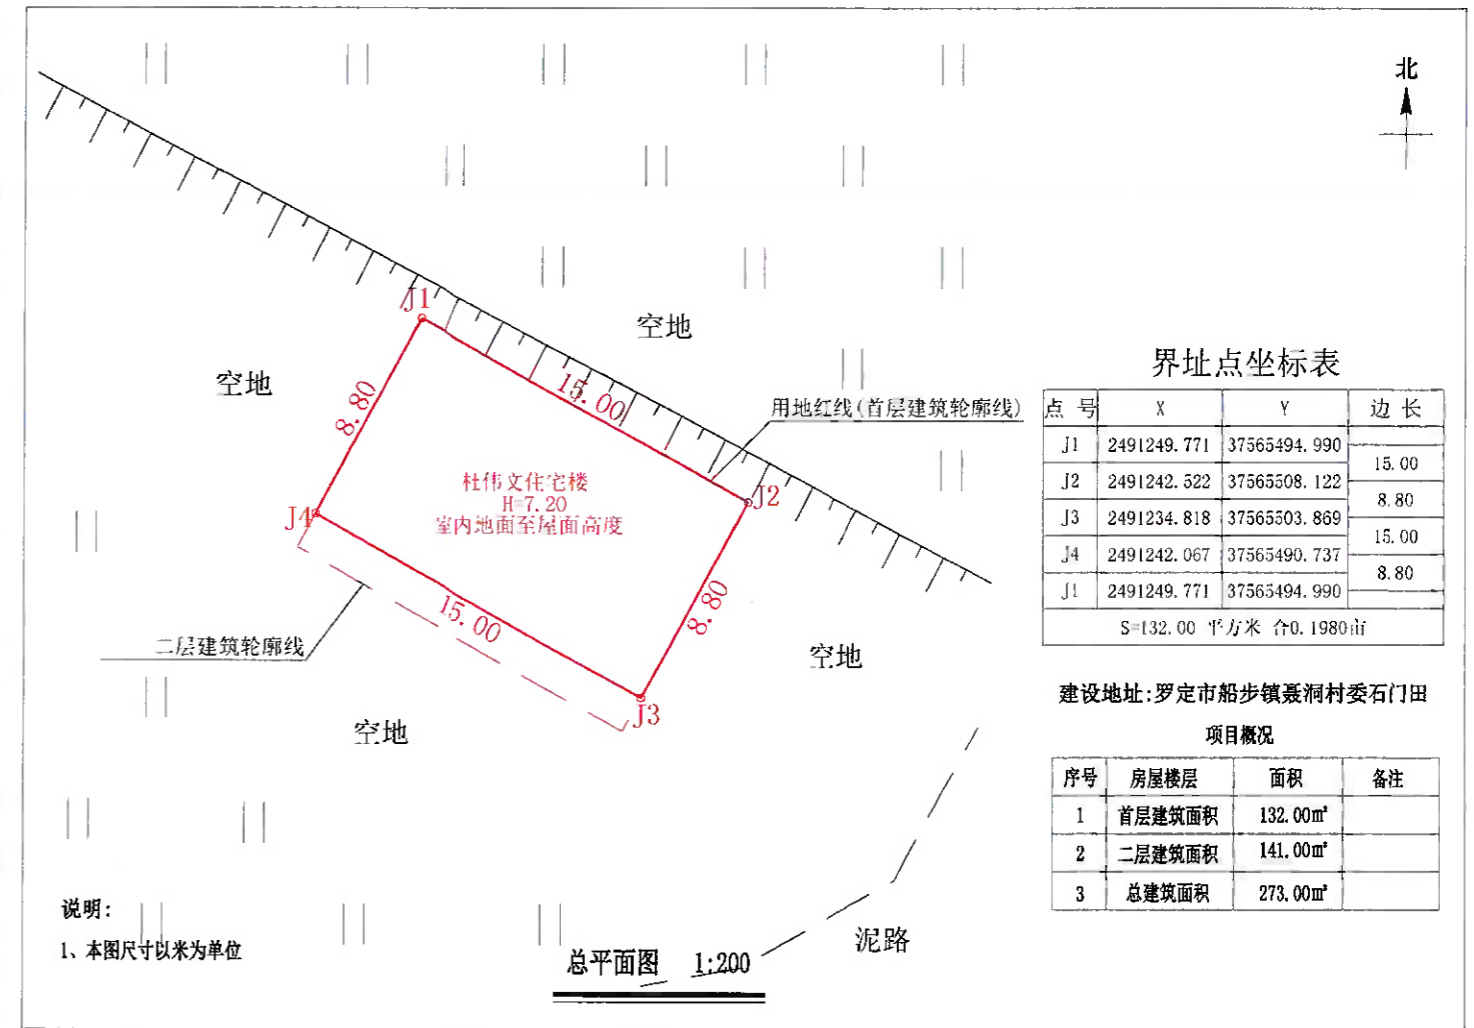 北
J1
空地
空地
15.00
8.80
用地红线(首层建筑轮廓线)
杜伟文住宅楼
H=7.20
室内地面至屋面高度
J2
J4
15.00
8.80
二层建筑轮廓线
空地
J3
空地
泥路
界址点坐标表
点 号 X Y 边 长
J1 2491249.771 37565494.990
15.00
J2 2491242.522 37565508.122
8.80
J3 2491234.818 37565503.869
15.00
J4 2491242.067 37565490.737
8.80
J1 2491249.771 37565494.990
S=132.00 平方米 合0.1980亩
建设地址:罗定市船步镇聂洞村委石门田
项目概况
序号 房屋楼层 面积 备注
1 首层建筑面积 132.00㎡
2 二层建筑面积 141.00㎡
3 总建筑面积 273.00㎡
说明:
1、本图尺寸以米为单位
总平面图 1:200